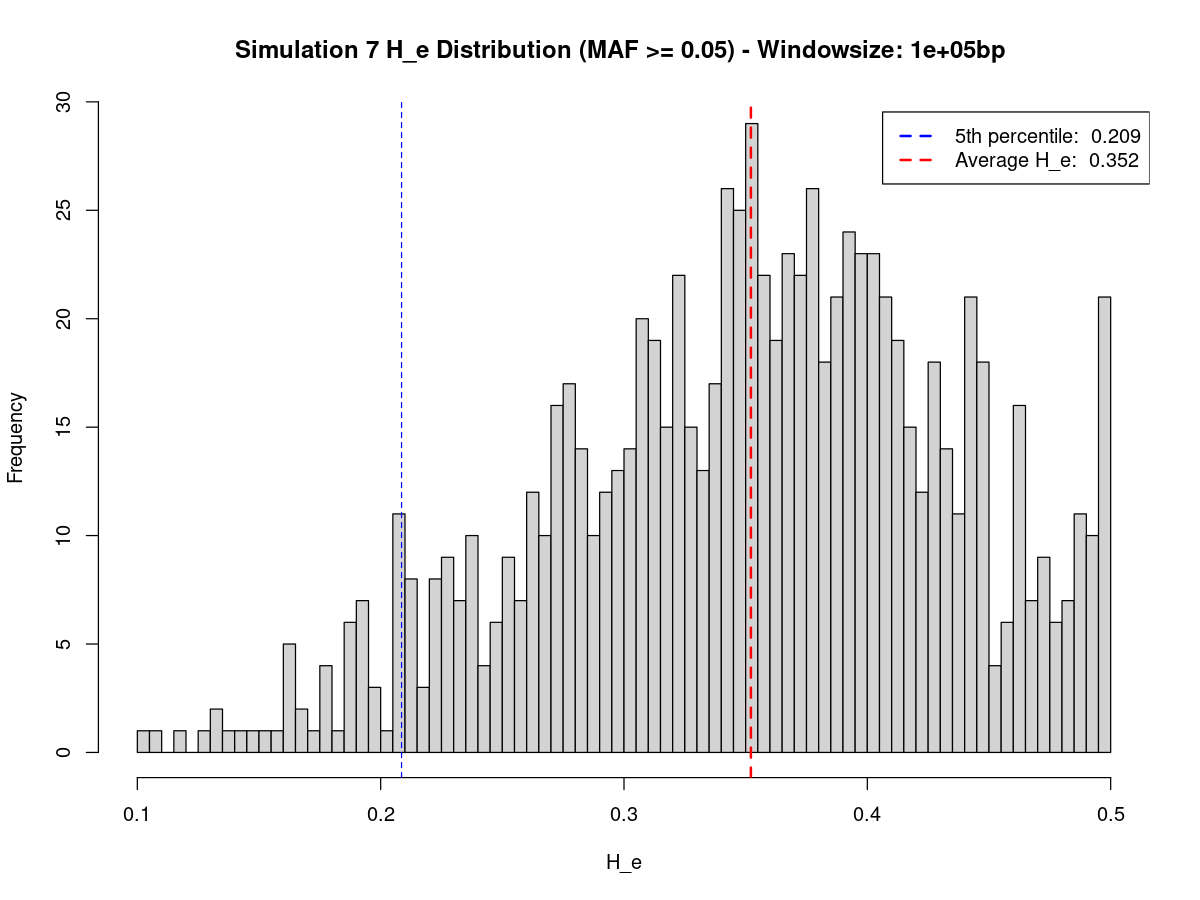 Simulation 7 H_e Distribution (MAF >= 0.05) - Windowsize: 1e+05bp
5th percentile: 0.209
Average H_e: 0.352
Frequency
30
25
20
15
10
5
0
0.1 0.2 0.3 0.4 0.5
H_e